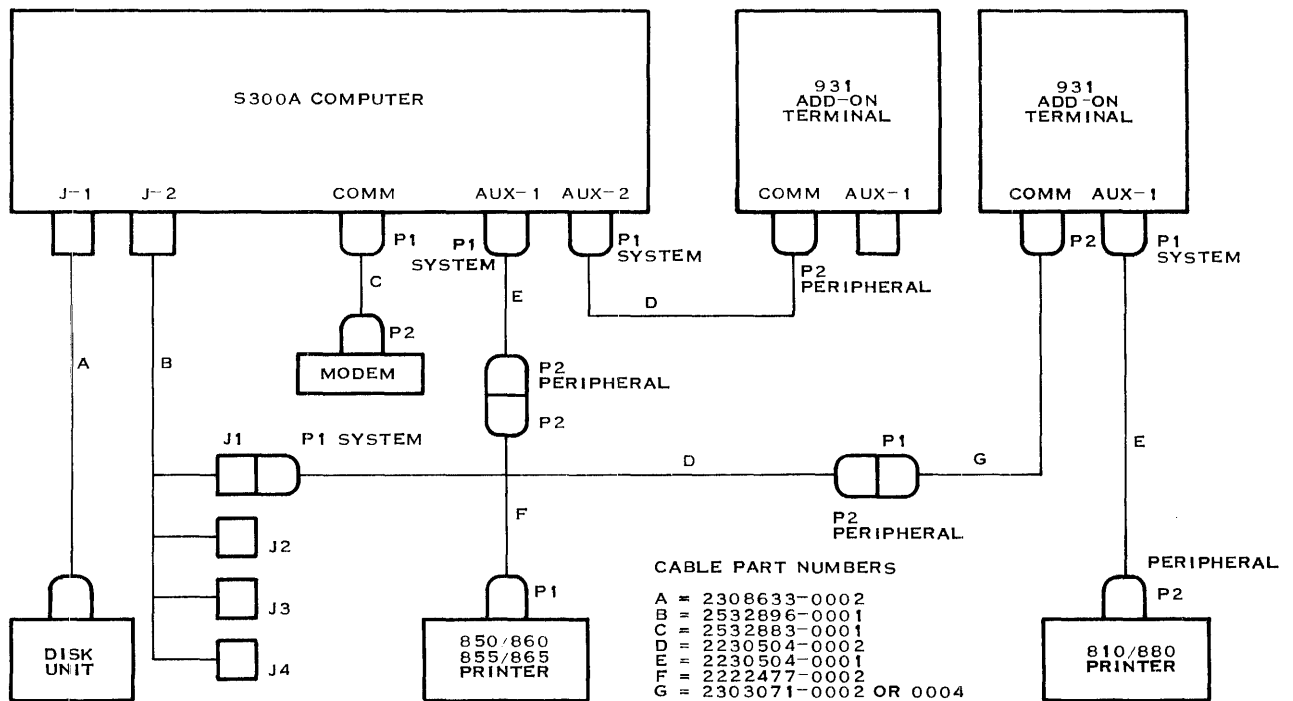 S300A COMPUTER
931
ADD-ON
TERMINAL
931
ADD-ON
TERMINAL
J-1
J-2
COMM
AUX-1
AUX-2
COMM
AUX-1
COMM
AUX-1
P1
P1
SYSTEM
P1
SYSTEM
P2
PERIPHERAL
P2
P1
SYSTEM
C
E
D
A
B
P2
MODEM
P2
PERIPHERAL
P2
J1
P1 SYSTEM
D
P1
G
E
P2
PERIPHERAL
F
J2
J3
J4
P1
DISK
UNIT
850/860
855/865
PRINTER
CABLE PART NUMBERS
A = 2308633-0002
B = 2532896-0001
C = 2532883-0001
D = 2230504-0002
E = 2230504-0001
F = 2222477-0002
G = 2303071-0002 OR 0004
PERIPHERAL
P2
810/880
PRINTER